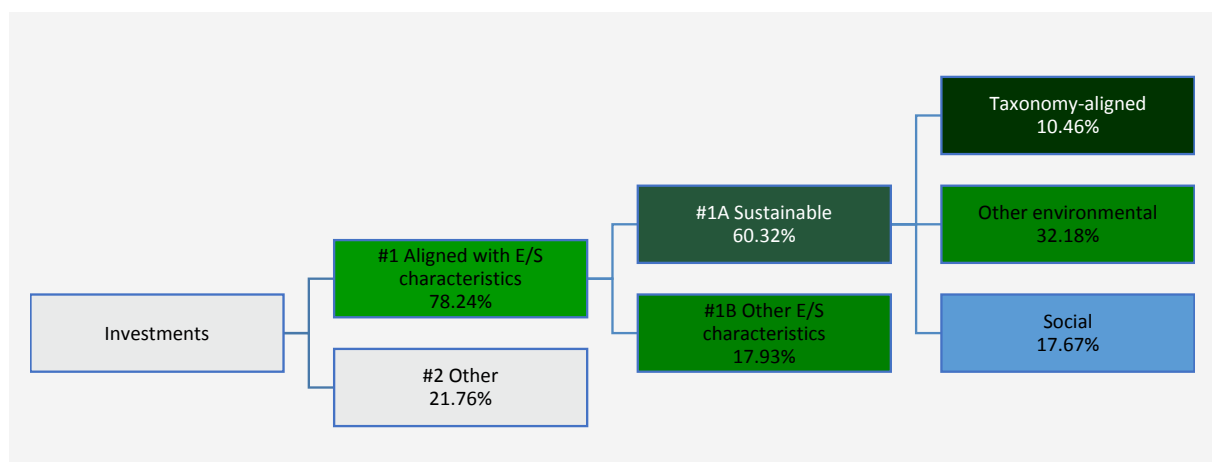 Investments
#1 Aligned with E/S
characteristics
78.24%
#2 Other
21.76%
#1A Sustainable
60.32%
#1B Other E/S
characteristics
17.93%
Taxonomy-aligned
10.46%
Other environmental
32.18%
Social
17.67%